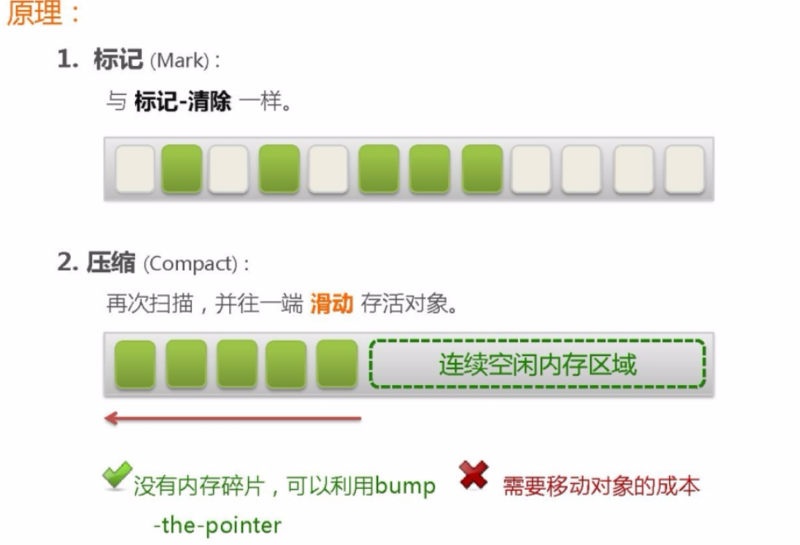 原理：
1. 标记 (Mark)：
与 标记-清除 一样。
2. 压缩 (Compact)：
再次扫描，并往一端 滑动 存活对象。
连续空闲内存区域
没有内存碎片，可以利用bump
-the-pointer
需要移动对象的成本